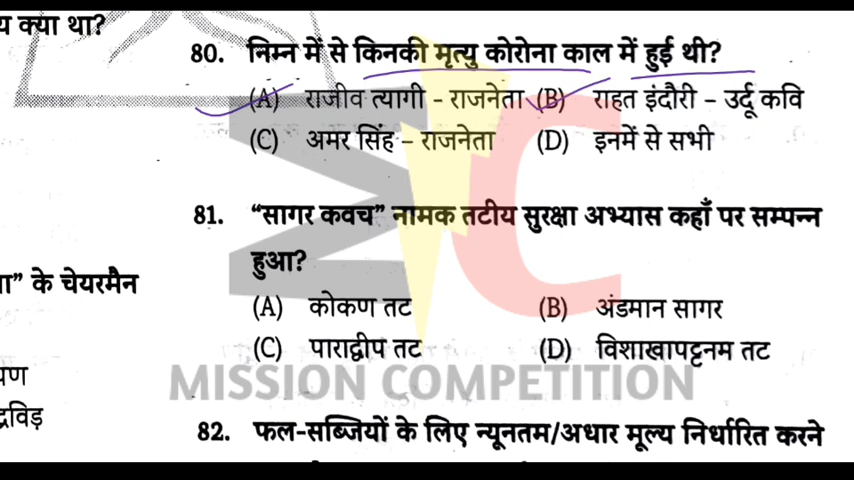 य क्या था?
80. निम्न में से किनकी मृत्यु कोरोना काल में हुई थी?
(A) राजीव त्यागी – राजनेता (B) राहत इंदौरी – उर्दू कवि
(C) अमर सिंह – राजनेता (D) इनमें से सभी
81. “सागर कवच” नामक तटीय सुरक्षा अभ्यास कहाँ पर सम्पन्न
हुआ?
ा” के चेयरमैन
(A) कोकण तट (B) अंडमान सागर
(C) पाराद्वीप तट (D) विशाखापट्टनम तट
यण
द्रविड़
MISSION COMPETITION
82. फल-सब्जियों के लिए न्यूनतम/अधार मूल्य निर्धारित करने